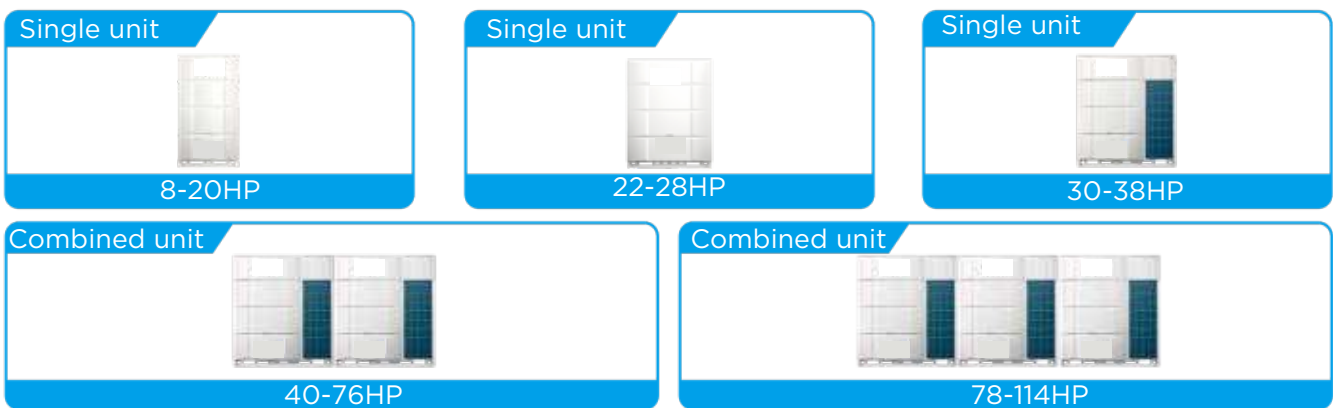 Single unit
8-20HP
Single unit
22-28HP
Single unit
30-38HP
Combined unit
40-76HP
Combined unit
78-114HP